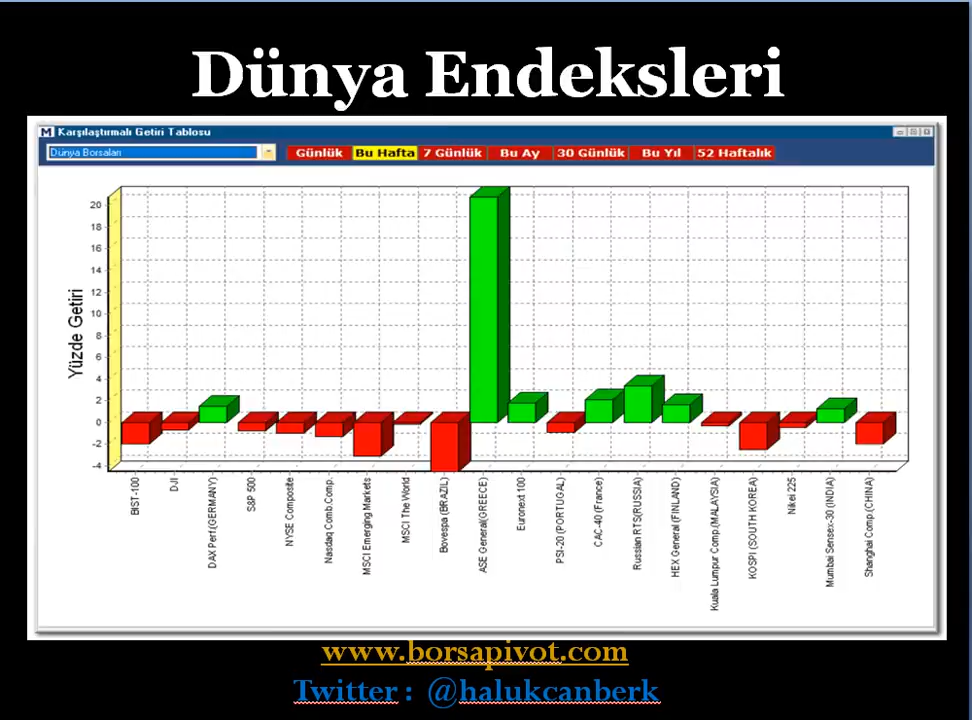 Dünya Endeksleri
Karşılaştırmalı Getiri Tablosu
Dünya Borsaları
Günlük Bu Hafta 7 Günlük Bu Ay 30 Günlük Bu Yıl 52 Haftalık
20
18
16
14
12
10
8
6
4
2
0
-2
-4
Yüzde Getiri
BIST-100
DJI
DAX Perf.(GERMANY)
S&P 500
NYSE Composite
Nasdaq Comb.Comp.
MSCI Emerging Markets
MSCI The World
Bovespa (BRAZIL)
ASE General(GREECE)
Euronext 100
PSI-20 (PORTUGAL)
CAC-40 (France)
Russian RTS(RUSSIA)
HEX General (FINLAND)
Kuala Lumpur Comp.(MALAYSIA)
KOSPI (SOUTH KOREA)
Nikei 225
Mumbai Sensex-30 (INDIA)
Shanghai Comp.(CHINA)
www.borsapivot.com
Twitter : @halukcanberk